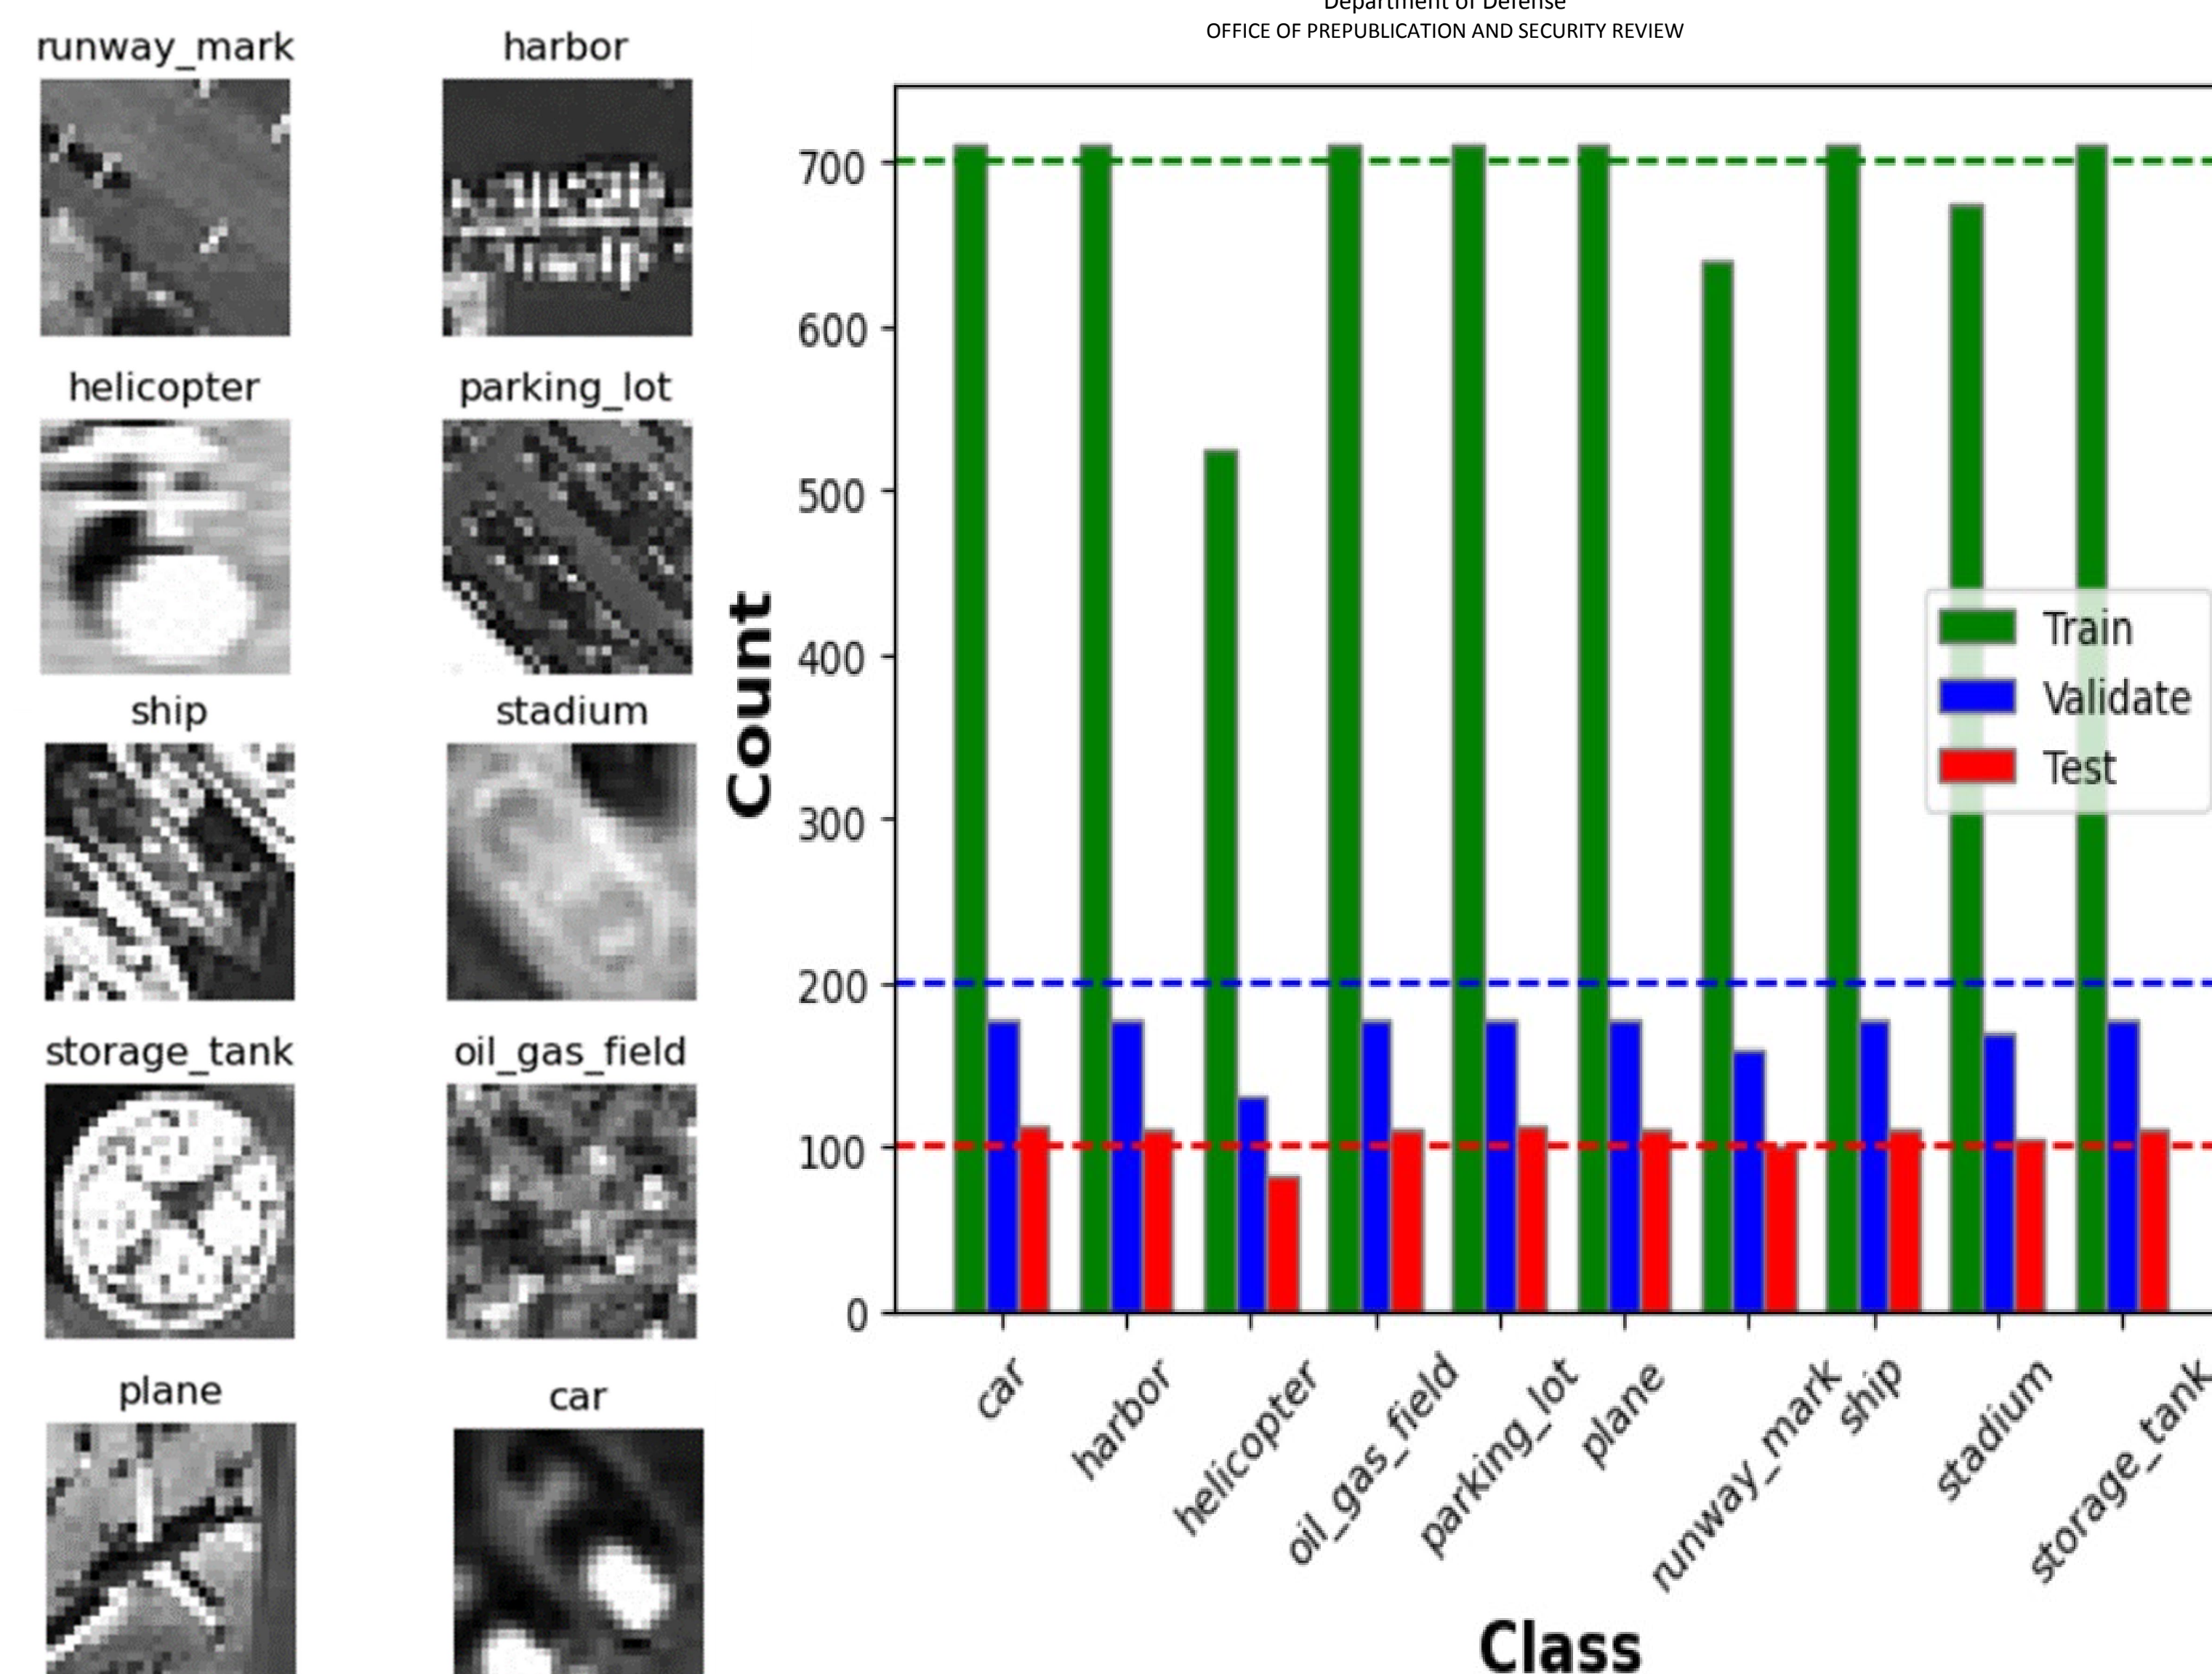 Department of Defense
OFFICE OF PREPUBLICATION AND SECURITY REVIEW
runway_mark
harbor
helicopter
parking_lot
ship
stadium
storage_tank
oil_gas_field
plane
car
Count
700
600
500
400
300
200
100
0
Train
Validate
Test
car
harbor
helicopter
oil_gas_field
parking_lot
plane
runway_mark
ship
stadium
storage_tank
Class